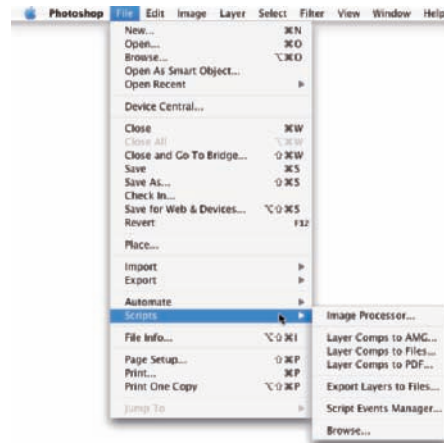 Photoshop File Edit Image Layer Select Filter View Window Help
New... ⌘N
Open... ⌘O
Browse... ⌥⌘O
Open As Smart Object...
Open Recent
Device Central...
Close ⌘W
Close All ⌥⌘W
Close and Go To Bridge... ⇧⌘W
Save ⌘S
Save As... ⇧⌘S
Check In...
Save for Web & Devices... ⌥⇧⌘S
Revert F12
Place...
Import
Export
Automate
Scripts
File Info... ⌥⇧⌘I
Page Setup... ⇧⌘P
Print... ⌘P
Print One Copy ⌥⇧⌘P
Jump To
Image Processor...
Layer Comps to AMG...
Layer Comps to Files...
Layer Comps to PDF...
Export Layers to Files...
Script Events Manager...
Browse...